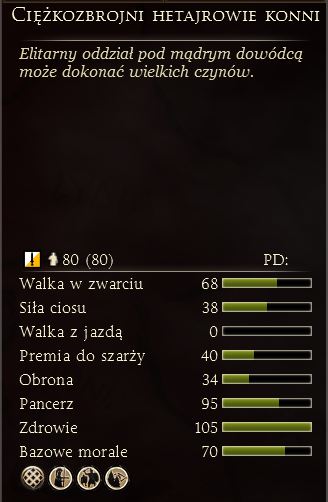 Ciężkozbrojni hetajrowie konni
Elitarny oddział pod mądrym dowódcą
może dokonać wielkich czynów.
80 (80) PD:
Walka w zwarciu 68
Siła ciosu 38
Walka z jazdą 0
Premia do szarży 40
Obrona 34
Pancerz 95
Zdrowie 105
Bazowe morale 70